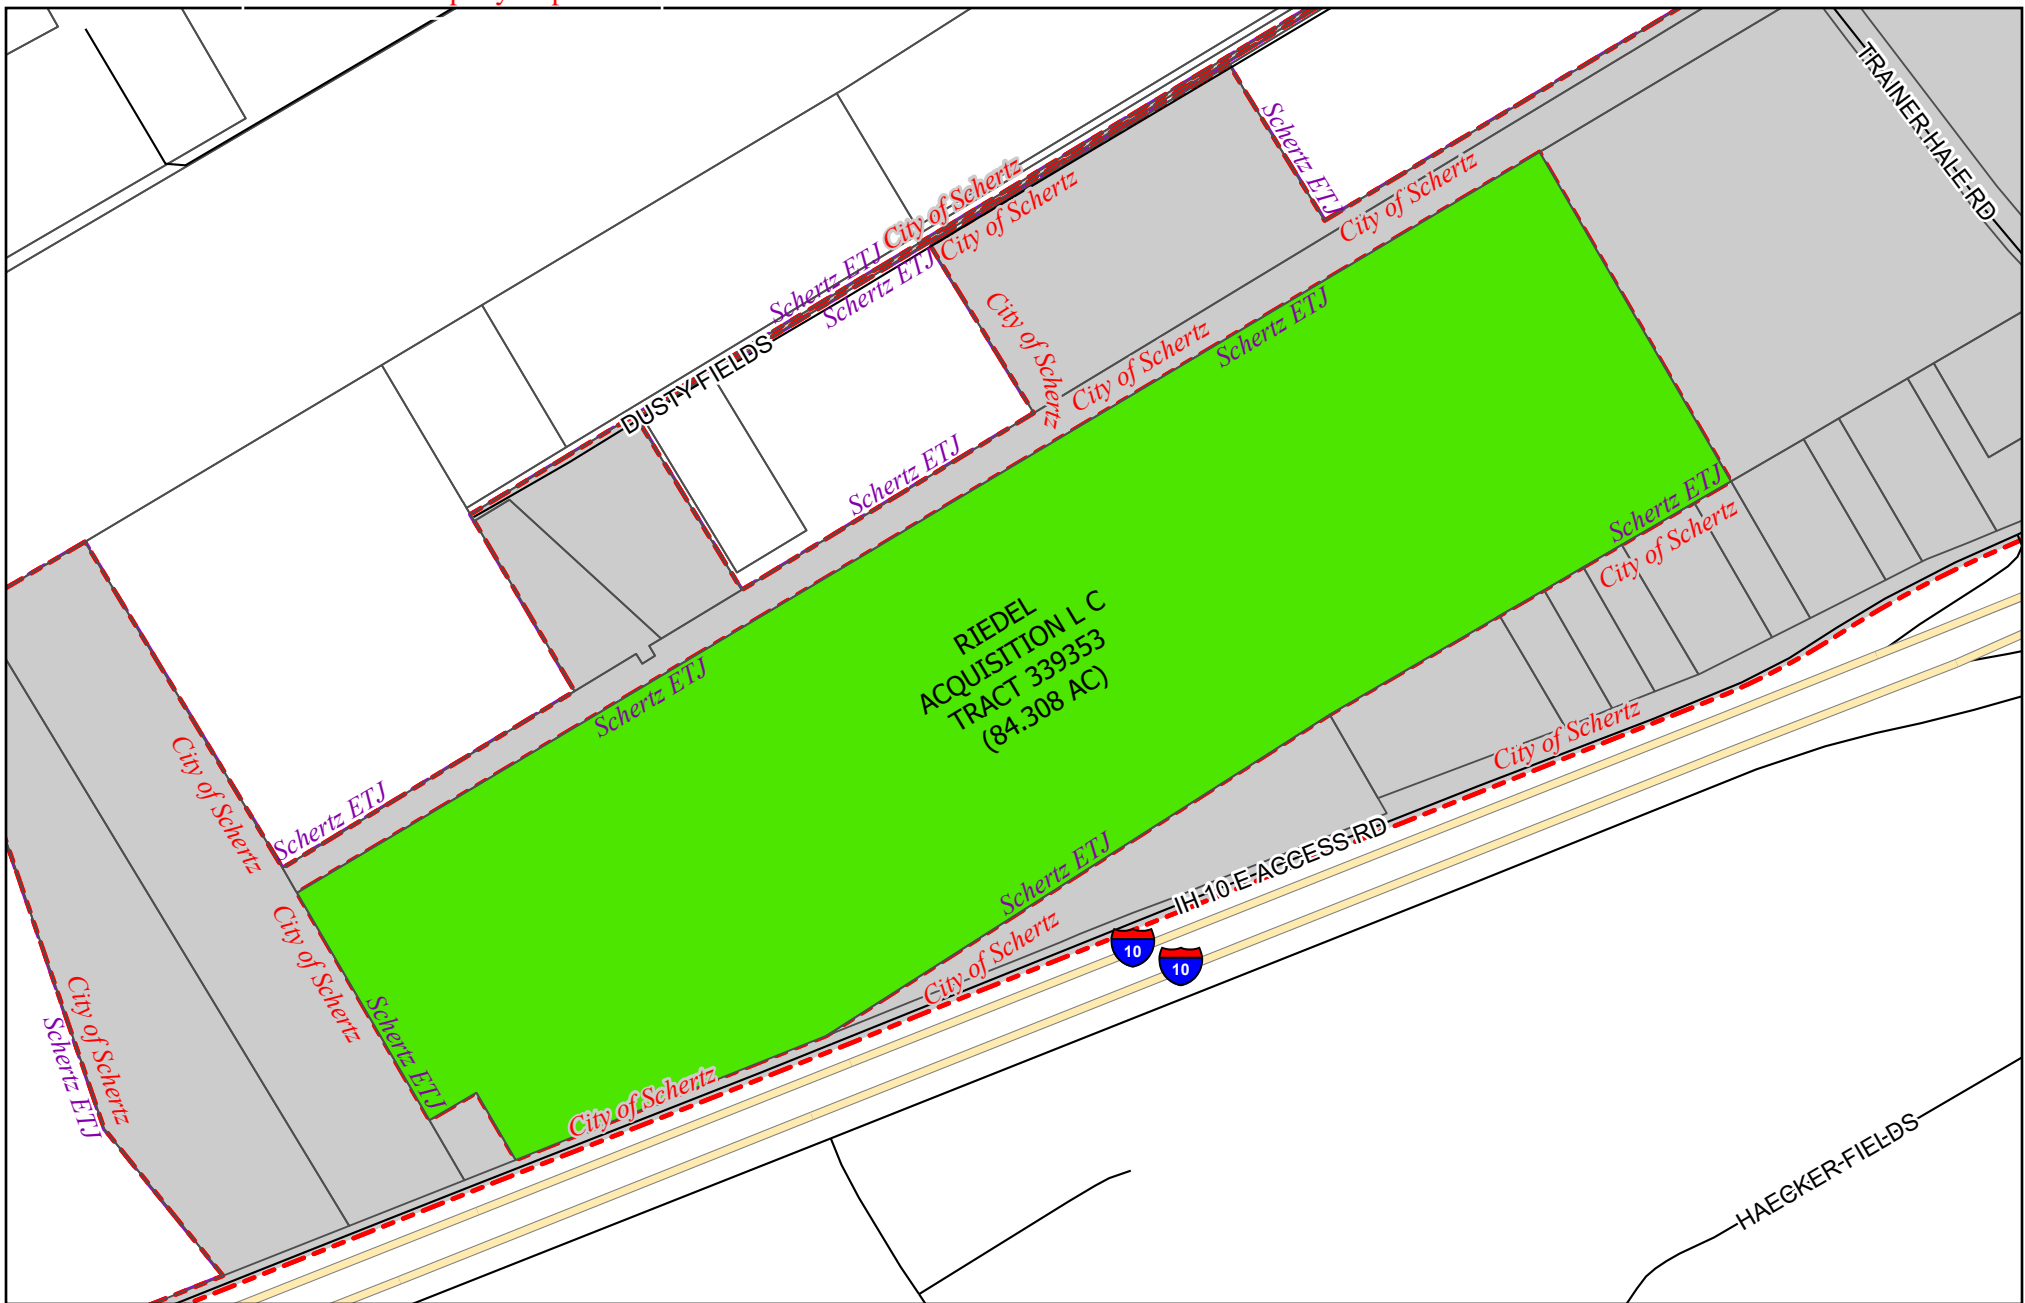 TRAINER-HALE-RD
Schertz ETJ
City of Schertz
City of Schertz
City of Schertz
Schertz ETJ
Schertz ETJ
City of Schertz
City of Schertz
Schertz ETJ
DUSTY-FIELDS
Schertz ETJ
Schertz ETJ
City of Schertz
RIEDEL
ACQUISITION L C
TRACT 339353
(84.308 AC)
Schertz ETJ
City of Schertz
City of Schertz
Schertz ETJ
IH-10-E-ACCESS-RD
Schertz ETJ
City of Schertz
10
10
City of Schertz
Schertz ETJ
City of Schertz
Schertz ETJ
City of Schertz
HAECKER-FIELDS